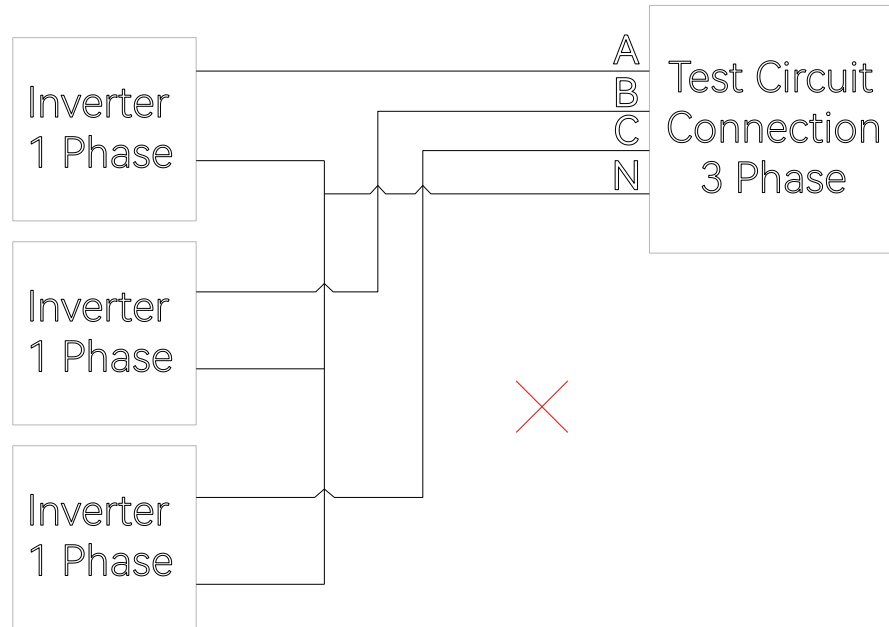 Inverter
1 Phase
A
B
C
N
Test Circuit
Connection
3 Phase
Inverter
1 Phase
Inverter
1 Phase